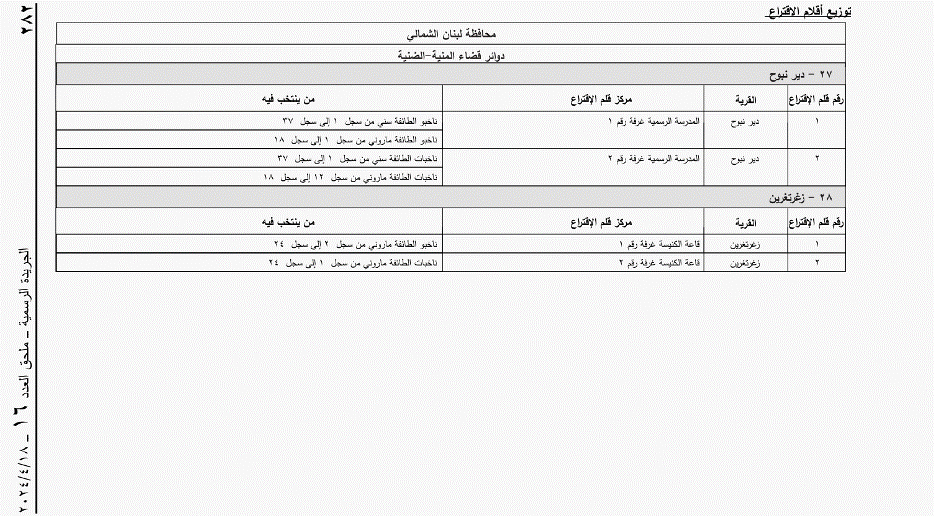 توزيع أقلام الاقتراع
محافظة لبنان الشمالي
دوائر قضاء المنية-الضنية
٢٧ - دير نبوح
رقم قلم الإقتراع القرية مركز قلم الإقتراع من ينتخب فيه
١ دير نبوح المدرسة الرسمية غرفة رقم ١ ناخبو الطائفة سني من سجل ١ إلى سجل ٣٧
ناخبو الطائفة ماروني من سجل ١ إلى سجل ١٨
٢ دير نبوح المدرسة الرسمية غرفة رقم ٢ ناخبات الطائفة سني من سجل ١ إلى سجل ٣٧
ناخبات الطائفة ماروني من سجل ١٢ إلى سجل ١٨
٢٨ - زغرتغرين
رقم قلم الإقتراع القرية مركز قلم الإقتراع من ينتخب فيه
١ زغرتغرين قاعة الكنيسة غرفة رقم ١ ناخبو الطائفة ماروني من سجل ٢ إلى سجل ٢٤
٢ زغرتغرين قاعة الكنيسة غرفة رقم ٢ ناخبات الطائفة ماروني من سجل ١ إلى سجل ٢٤
٢٨٢
الجريدة الرسمية ـ ملحق العدد ١٦ ـ ٢٠٢٤/٤/١٨